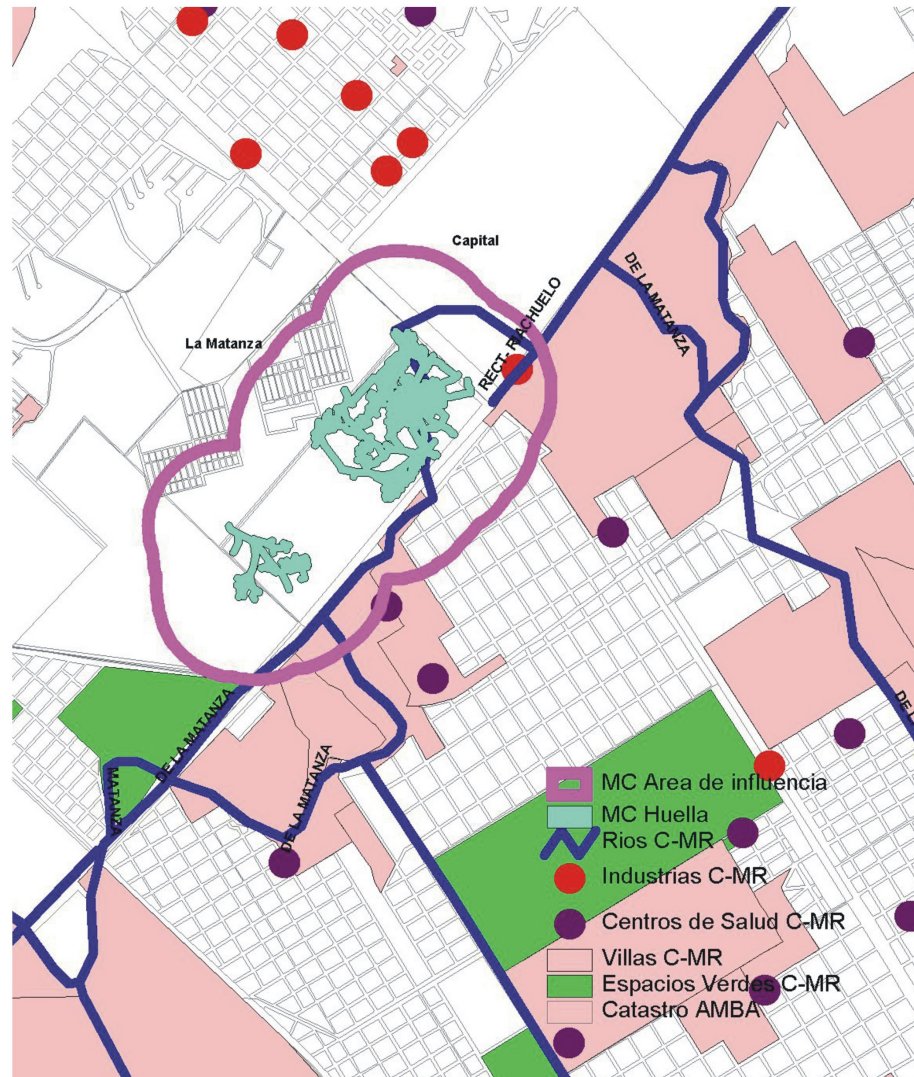 Capital
La Matanza
RECT. RIACHUELO
DE LA MATANZA
DE LA MATANZA
MATANZA
DE LA MATANZA
DE L
MC Area de influencia
MC Huella
Rios C-MR
Industrias C-MR
Centros de Salud C-MR
Villas C-MR
Espacios Verdes C-MR
Catastro AMBA